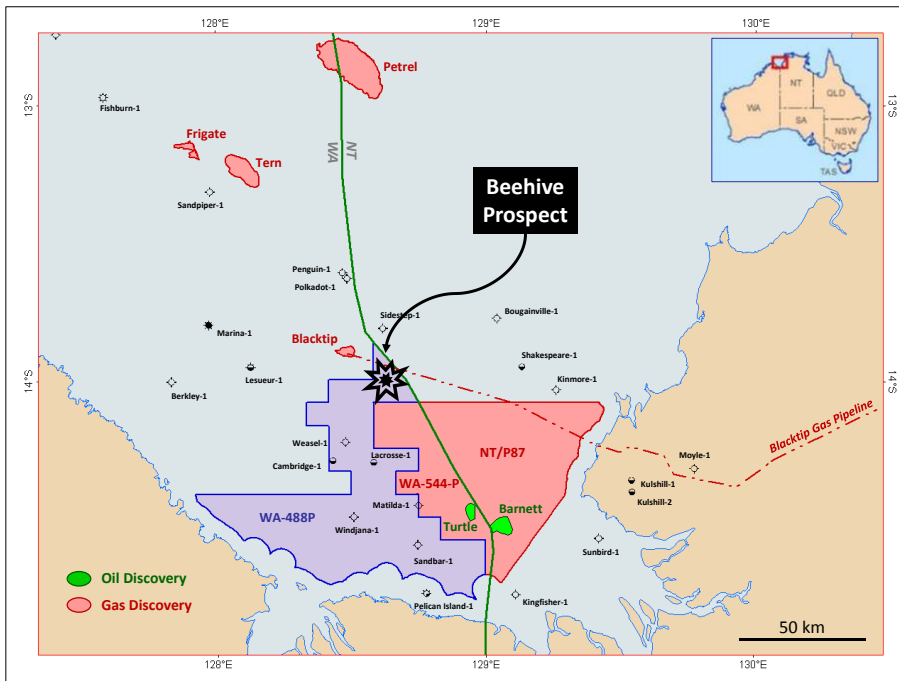 128°E
129°E
130°E
Petrel
13°S
13°S
Fishburn-1
Frigate
Tern
NT
WA
Sandpiper-1
WA
NT
QLD
SA
NSW
VIC
TAS
Beehive
Prospect
Penguin-1
Polkadot-1
Sidestep-1
Bougainville-1
Marina-1
Blacktip
Shakespeare-1
Lesueur-1
Kinmore-1
14°S
14°S
Berkley-1
Blacktip Gas Pipeline
Weasel-1
NT/P87
Moyle-1
Cambridge-1
Lacrosse-1
WA-544-P
Kulshill-1
Kulshill-2
Matilda-1
Barnett
WA-488P
Windjana-1
Turtle
Sandbar-1
Sunbird-1
Oil Discovery
Gas Discovery
Pelican Island-1
Kingfisher-1
50 km
128°E
129°E
130°E